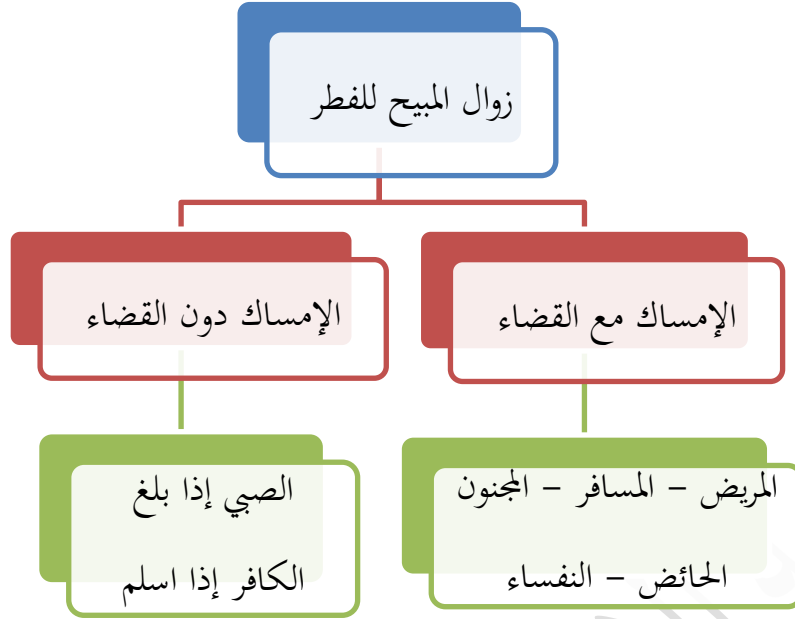 زوال المبيح للفطر
الإمساك مع القضاء
الإمساك دون القضاء
المريض – المسافر – المجنون
الحائض – النفساء
الصبي إذا بلغ
الكافر إذا اسلم